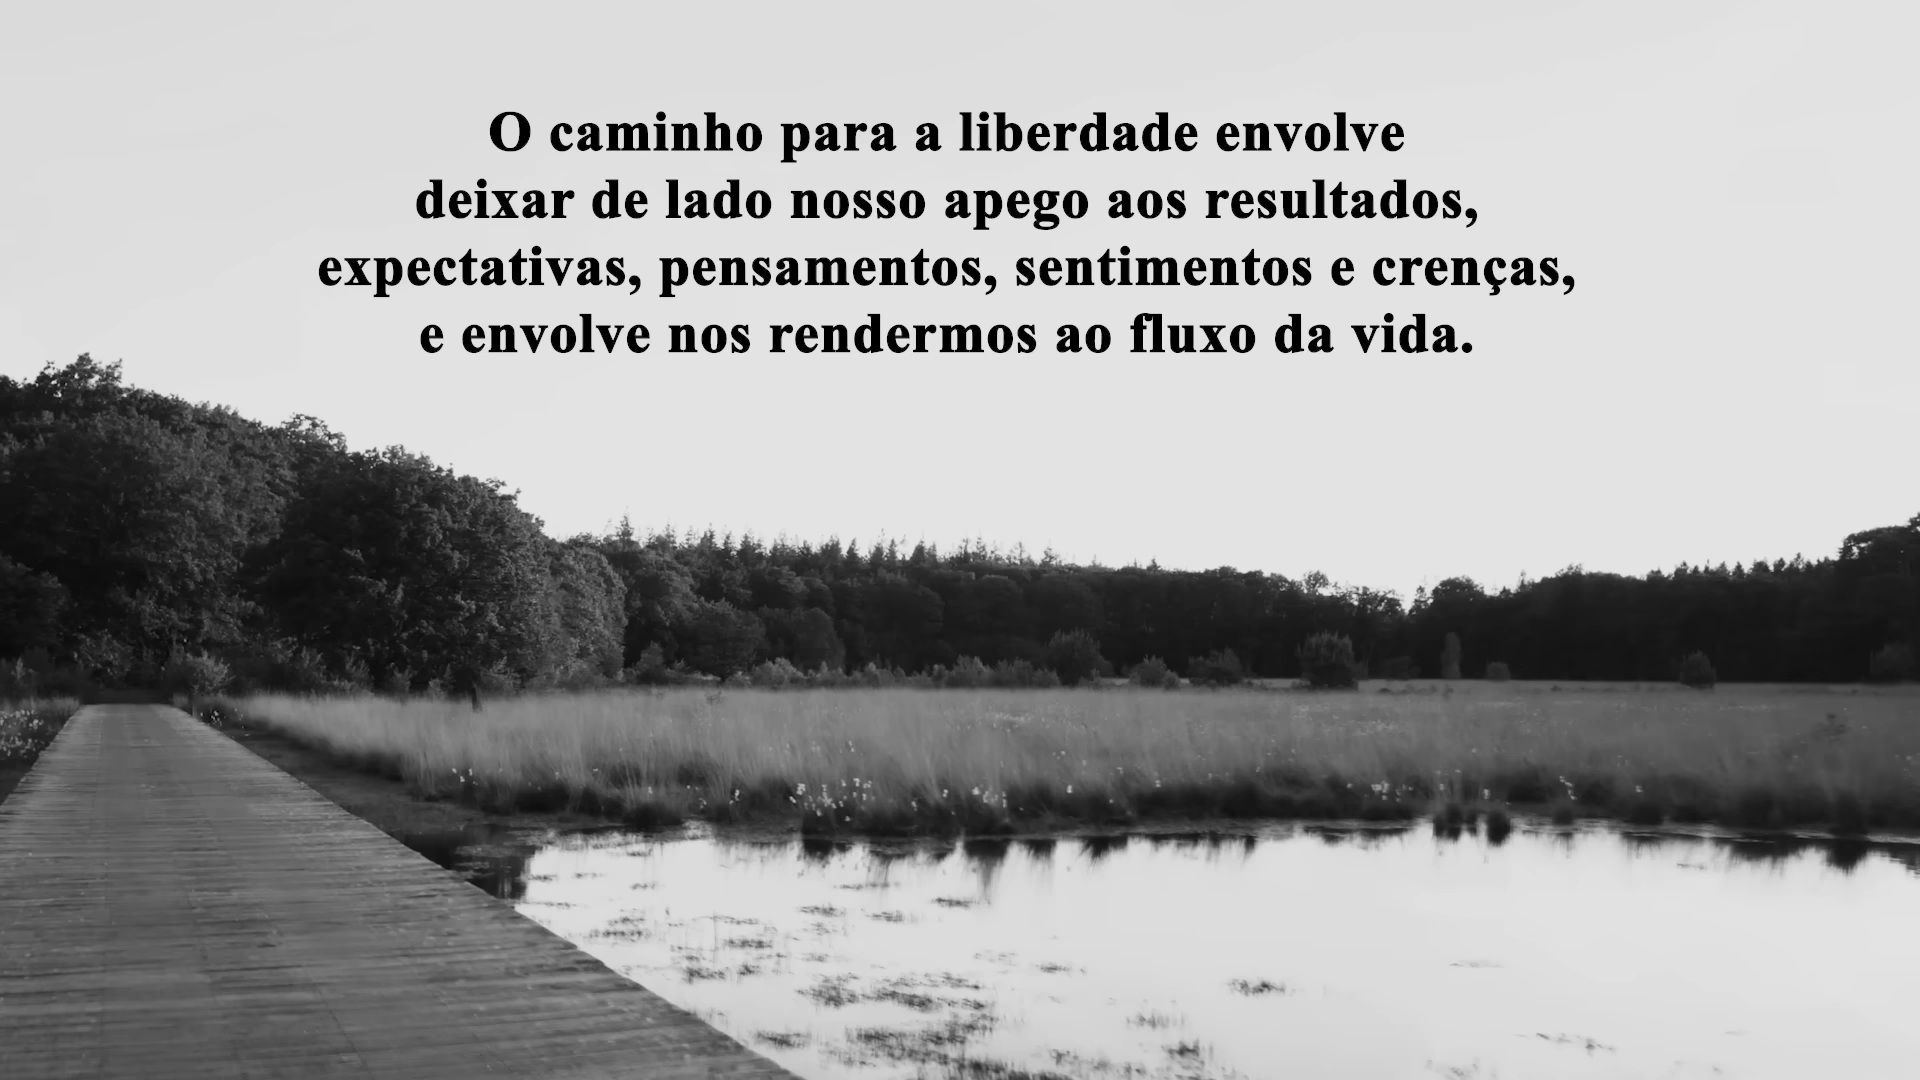 O caminho para a liberdade envolve
deixar de lado nosso apego aos resultados,
expectativas, pensamentos, sentimentos e crenças,
e envolve nos rendermos ao fluxo da vida.